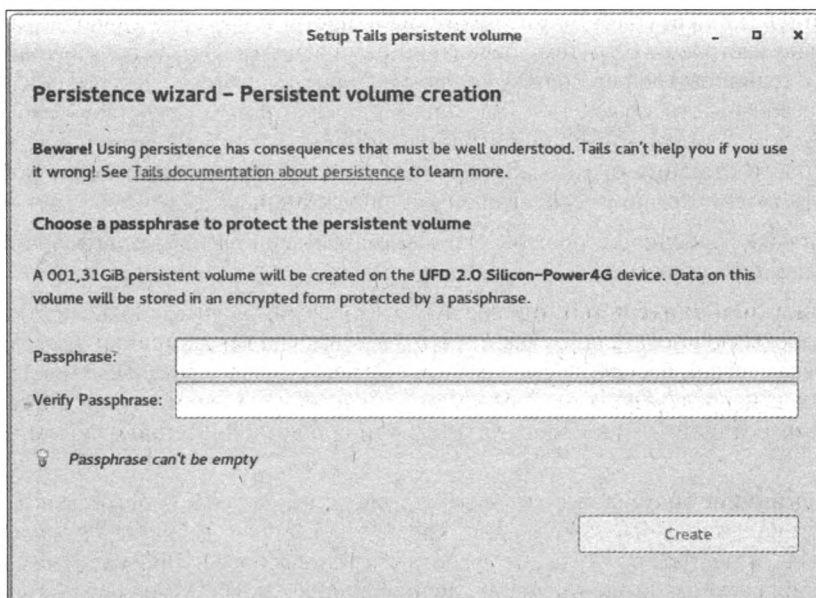 Setup Tails persistent volume
Persistence wizard – Persistent volume creation
Beware! Using persistence has consequences that must be well understood. Tails can't help you if you use
it wrong! See Tails documentation about persistence to learn more.
Choose a passphrase to protect the persistent volume
A 001,31GiB persistent volume will be created on the UFD 2.0 Silicon-Power4G device. Data on this
volume will be stored in an encrypted form protected by a passphrase.
Passphrase:
Verify Passphrase:
Passphrase can't be empty
Create